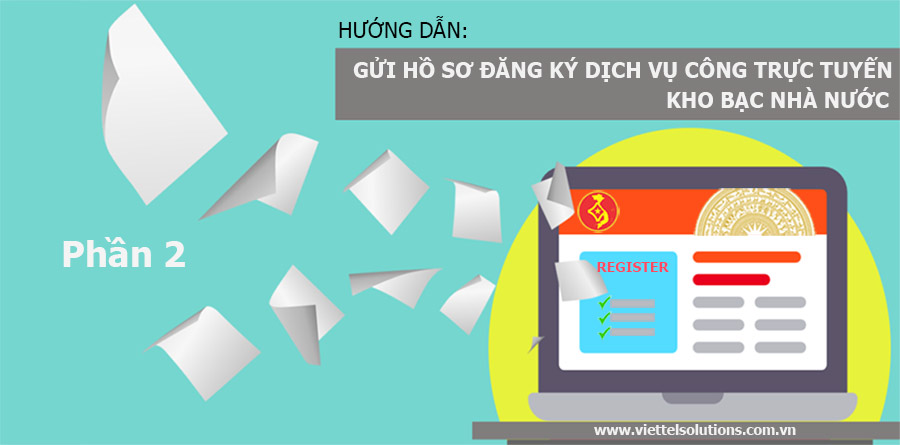 HƯỚNG DẪN:
GỬI HỒ SƠ ĐĂNG KÝ DỊCH VỤ CÔNG TRỰC TUYẾN
KHO BẠC NHÀ NƯỚC
Phần 2
REGISTER
www.viettelsolutions.com.vn